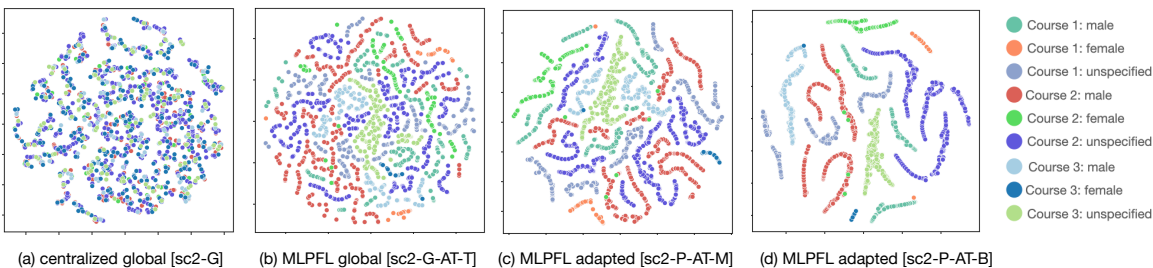 Course 1: male
Course 1: female
Course 1: unspecified
Course 2: male
Course 2: female
Course 2: unspecified
Course 3: male
Course 3: female
Course 3: unspecified
(a) centralized global [sc2-G]
(b) MLPFL global [sc2-G-AT-T]
(c) MLPFL adapted [sc2-P-AT-M]
(d) MLPFL adapted [sc2-P-AT-B]